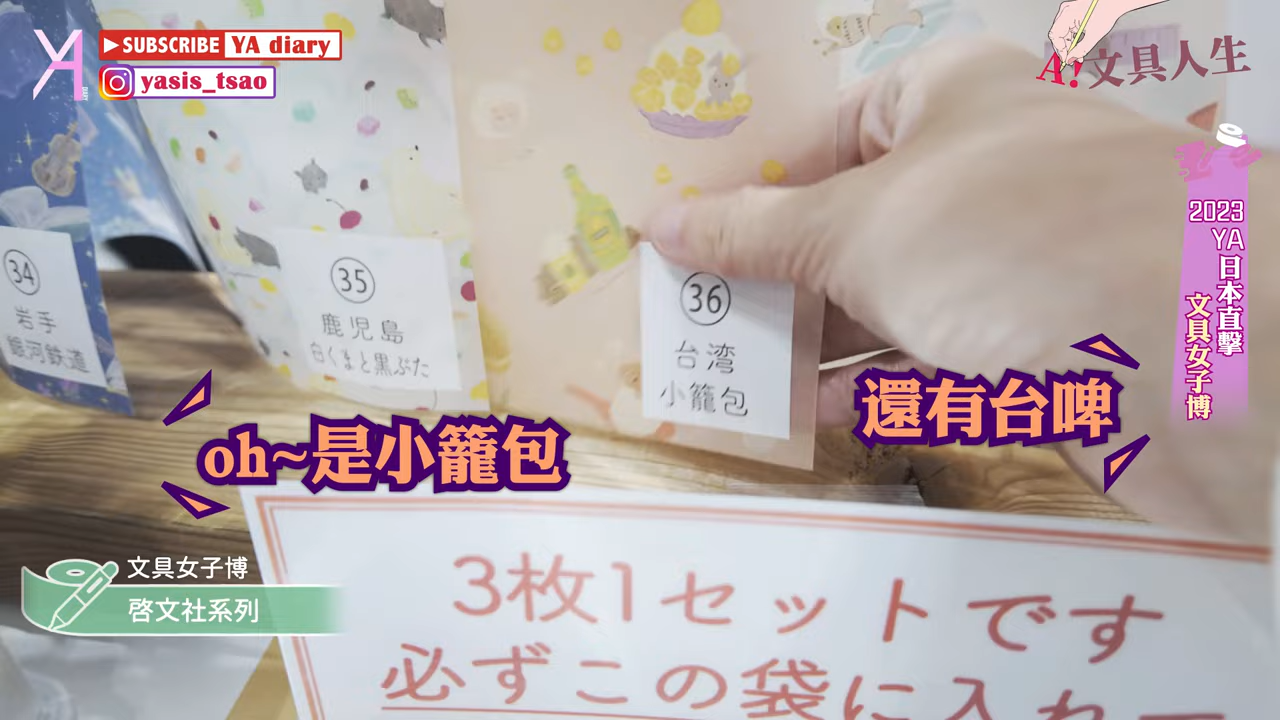 YA
SUBSCRIBE YA diary
yasis_tsao
A!文具人生
2023
YA日本直擊
文具女子博
34
岩手
銀河鉄道
35
鹿児島
白くまと黒ぶた
36
台湾
小籠包
oh~是小籠包
還有台啤
文具女子博
啓文社系列
3枚1セットです
必ずこの袋に入れ